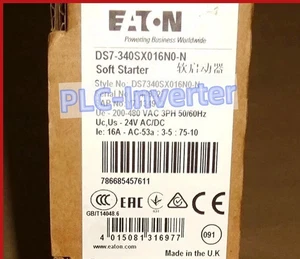 EATON
Powering Business Worldwide
DS7-340SX016N0-N
Soft Starter 软启动器
Style No: DS7340SX016N0-N
PLC-Inverter
Ue - 200-480 VAC 3PH 50/60Hz
Uc,Us - 24V AC/DC
Ie: 16A - AC-53a : 3-5 : 75-10
786685457611
CE EAC
GB/T14048.6
091
4 015081 316977
www.eaton.com
Made in the U.K